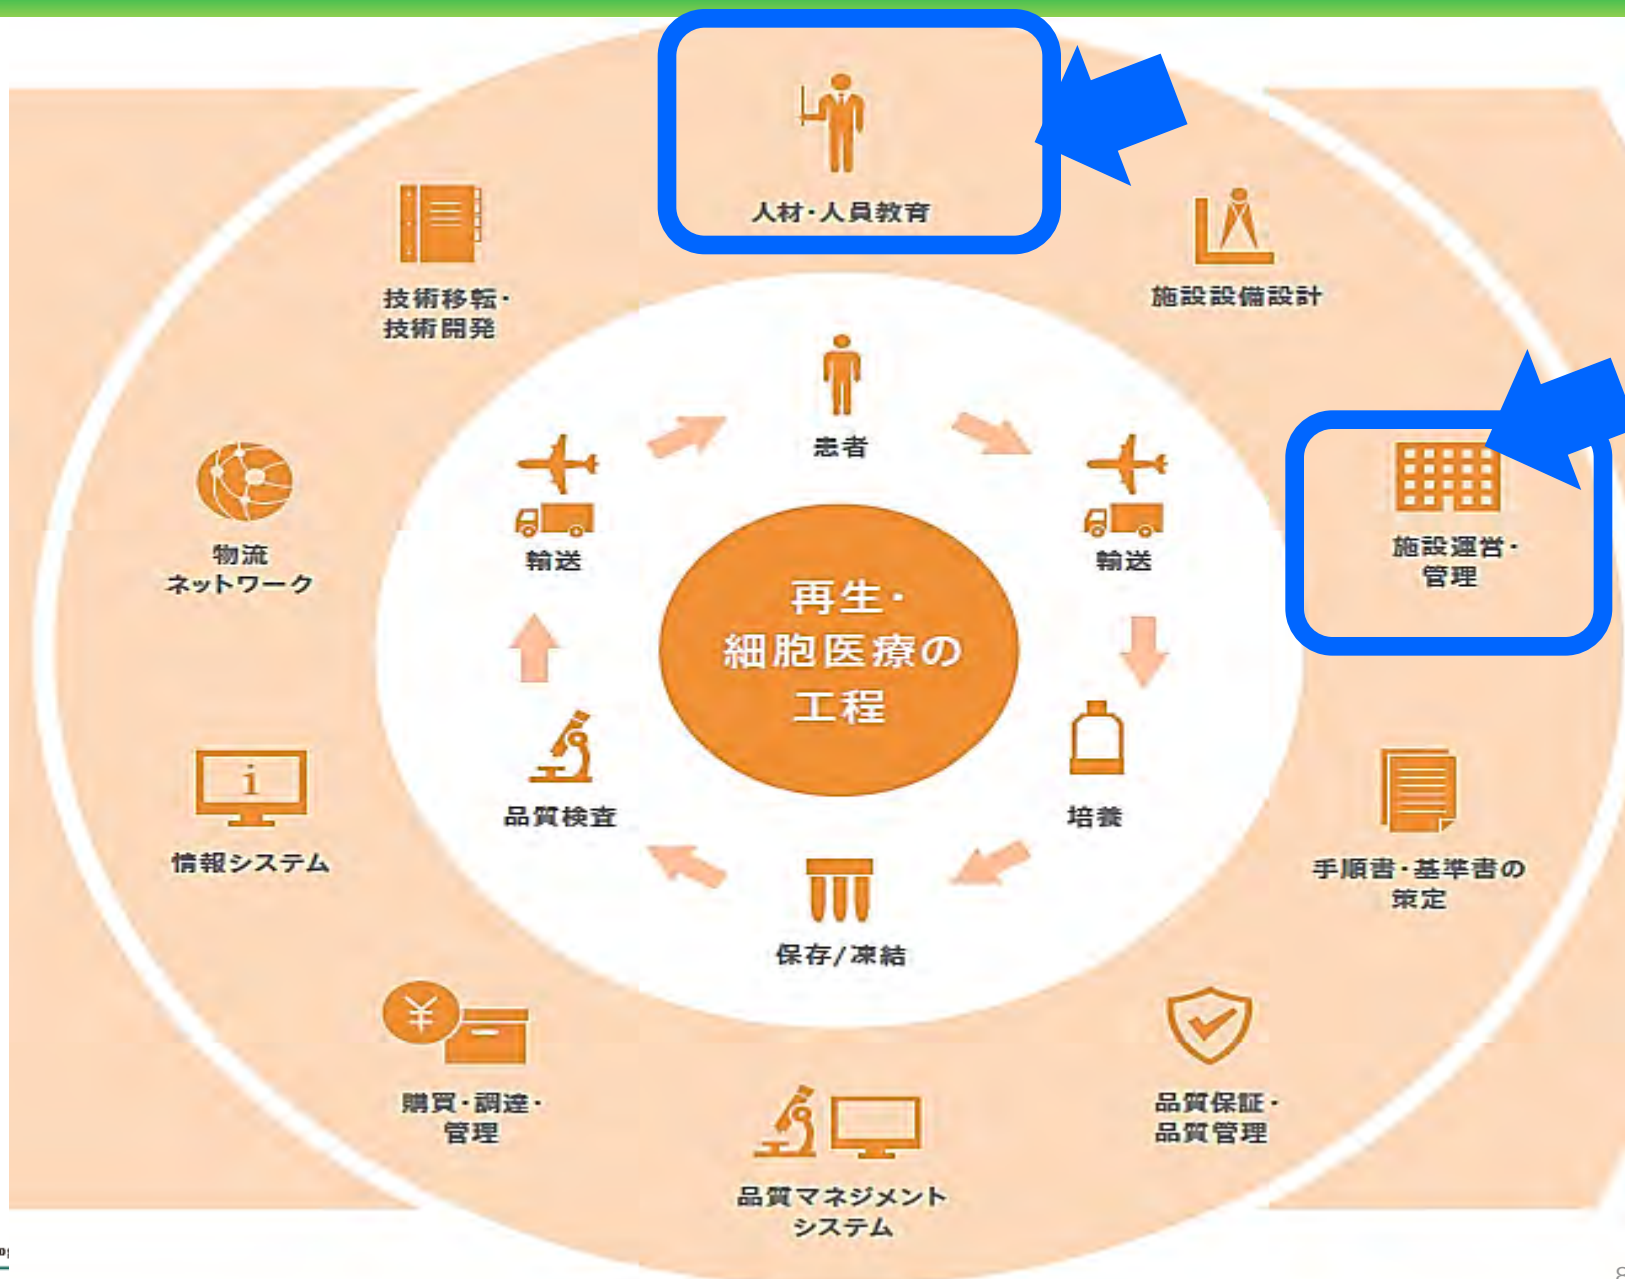 人材・人員教育
技術移転・
技術開発
施設設備設計
患者
物流
ネットワーク
輸送
輸送
施設運営・
管理
再生・
細胞医療の
工程
i
情報システム
品質検査
培養
手順書・基準書の
策定
保存/凍結
¥
購買・調達・
管理
品質保証・
品質管理
品質マネジメント
システム
8